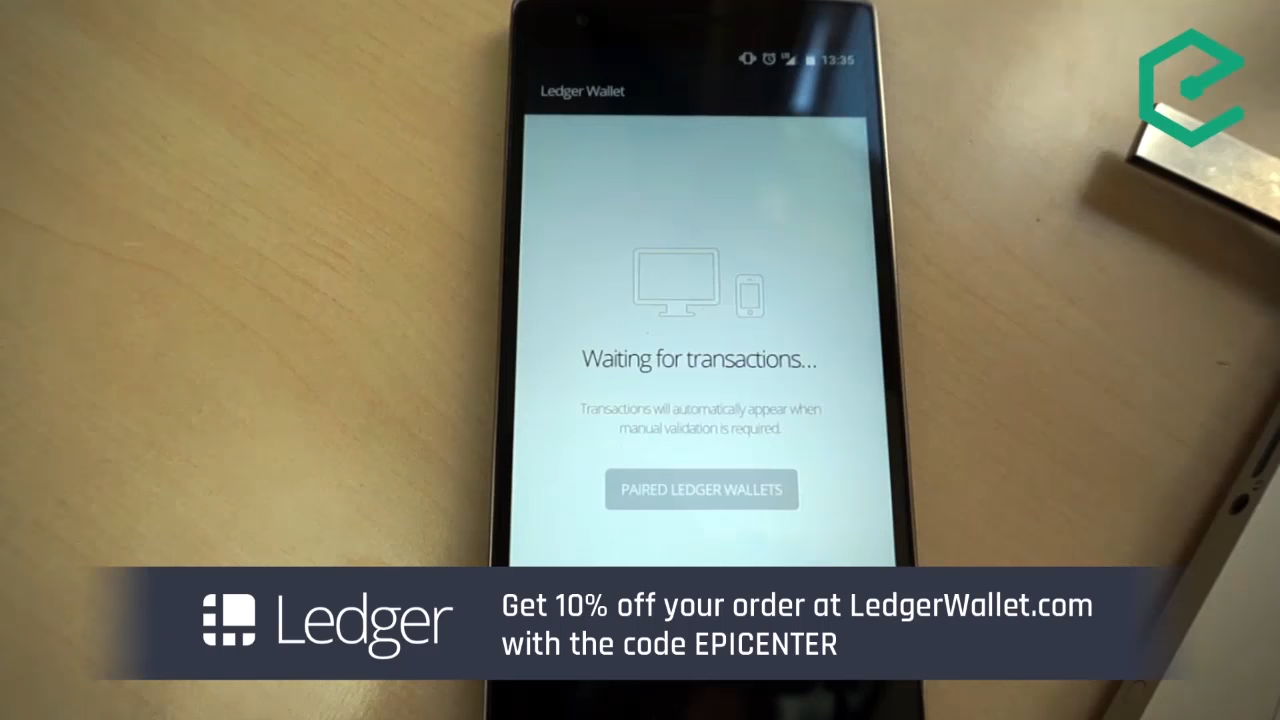 13:35
Ledger Wallet
Waiting for transactions...
Transactions will automatically appear when
manual validation is required.
PAIRED LEDGER WALLETS
Ledger
Get 10% off your order at LedgerWallet.com
with the code EPICENTER